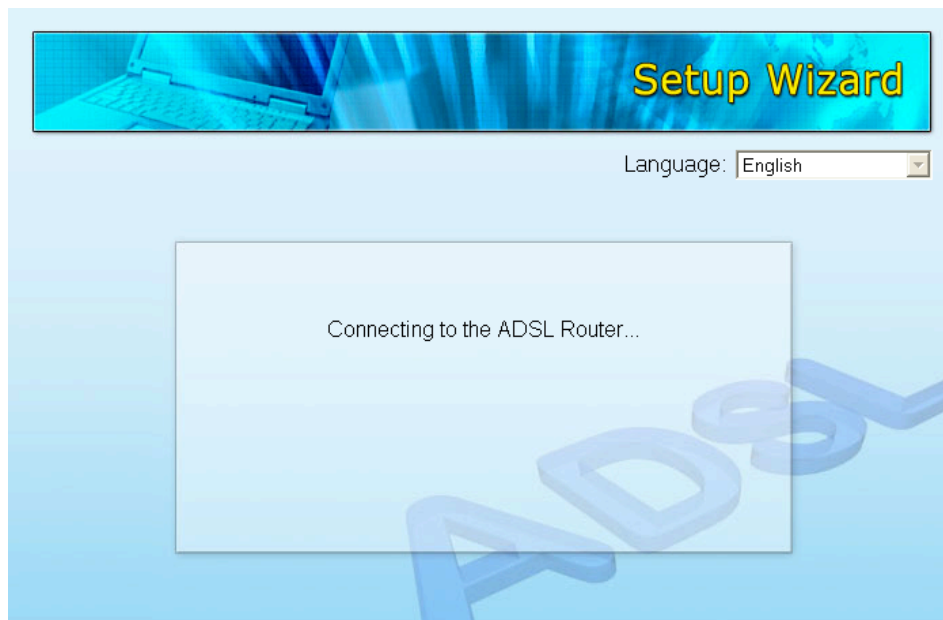 Setup Wizard
Language: English
Connecting to the ADSL Router...
ADSL